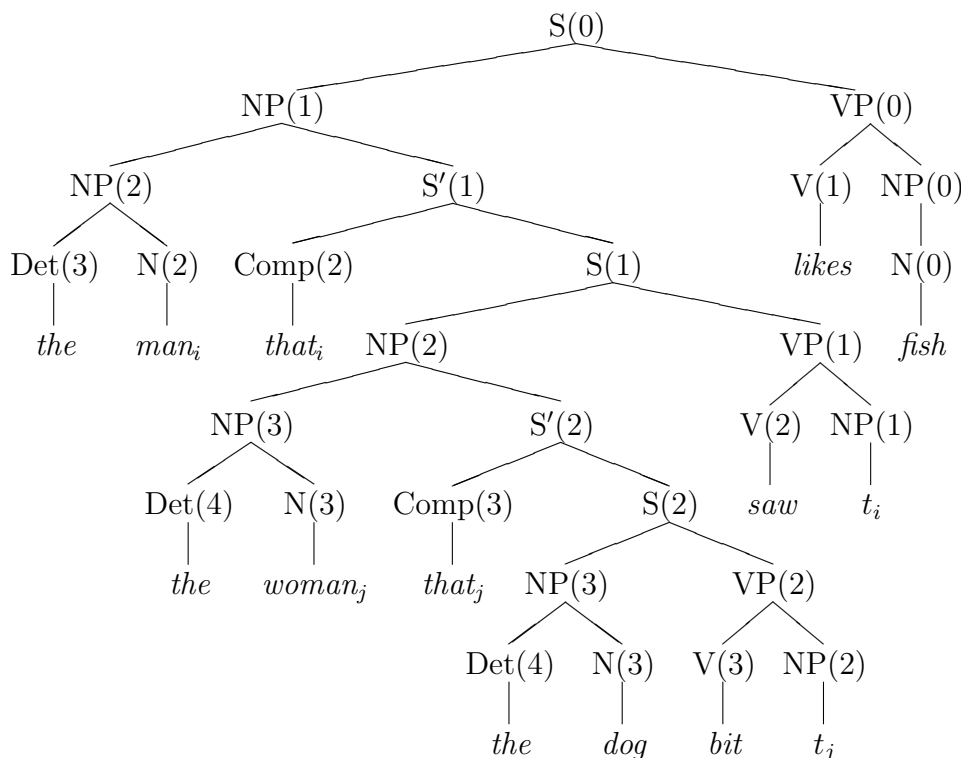 S(0)
NP(1) VP(0)
NP(2) S′(1) V(1) NP(0)
Det(3) N(2) Comp(2) S(1) likes N(0)
the man_i that_i NP(2) VP(1) fish
NP(3) S′(2) V(2) NP(1)
Det(4) N(3) Comp(3) S(2) saw t_i
the woman_j that_j NP(3) VP(2)
Det(4) N(3) V(3) NP(2)
the dog bit t_j